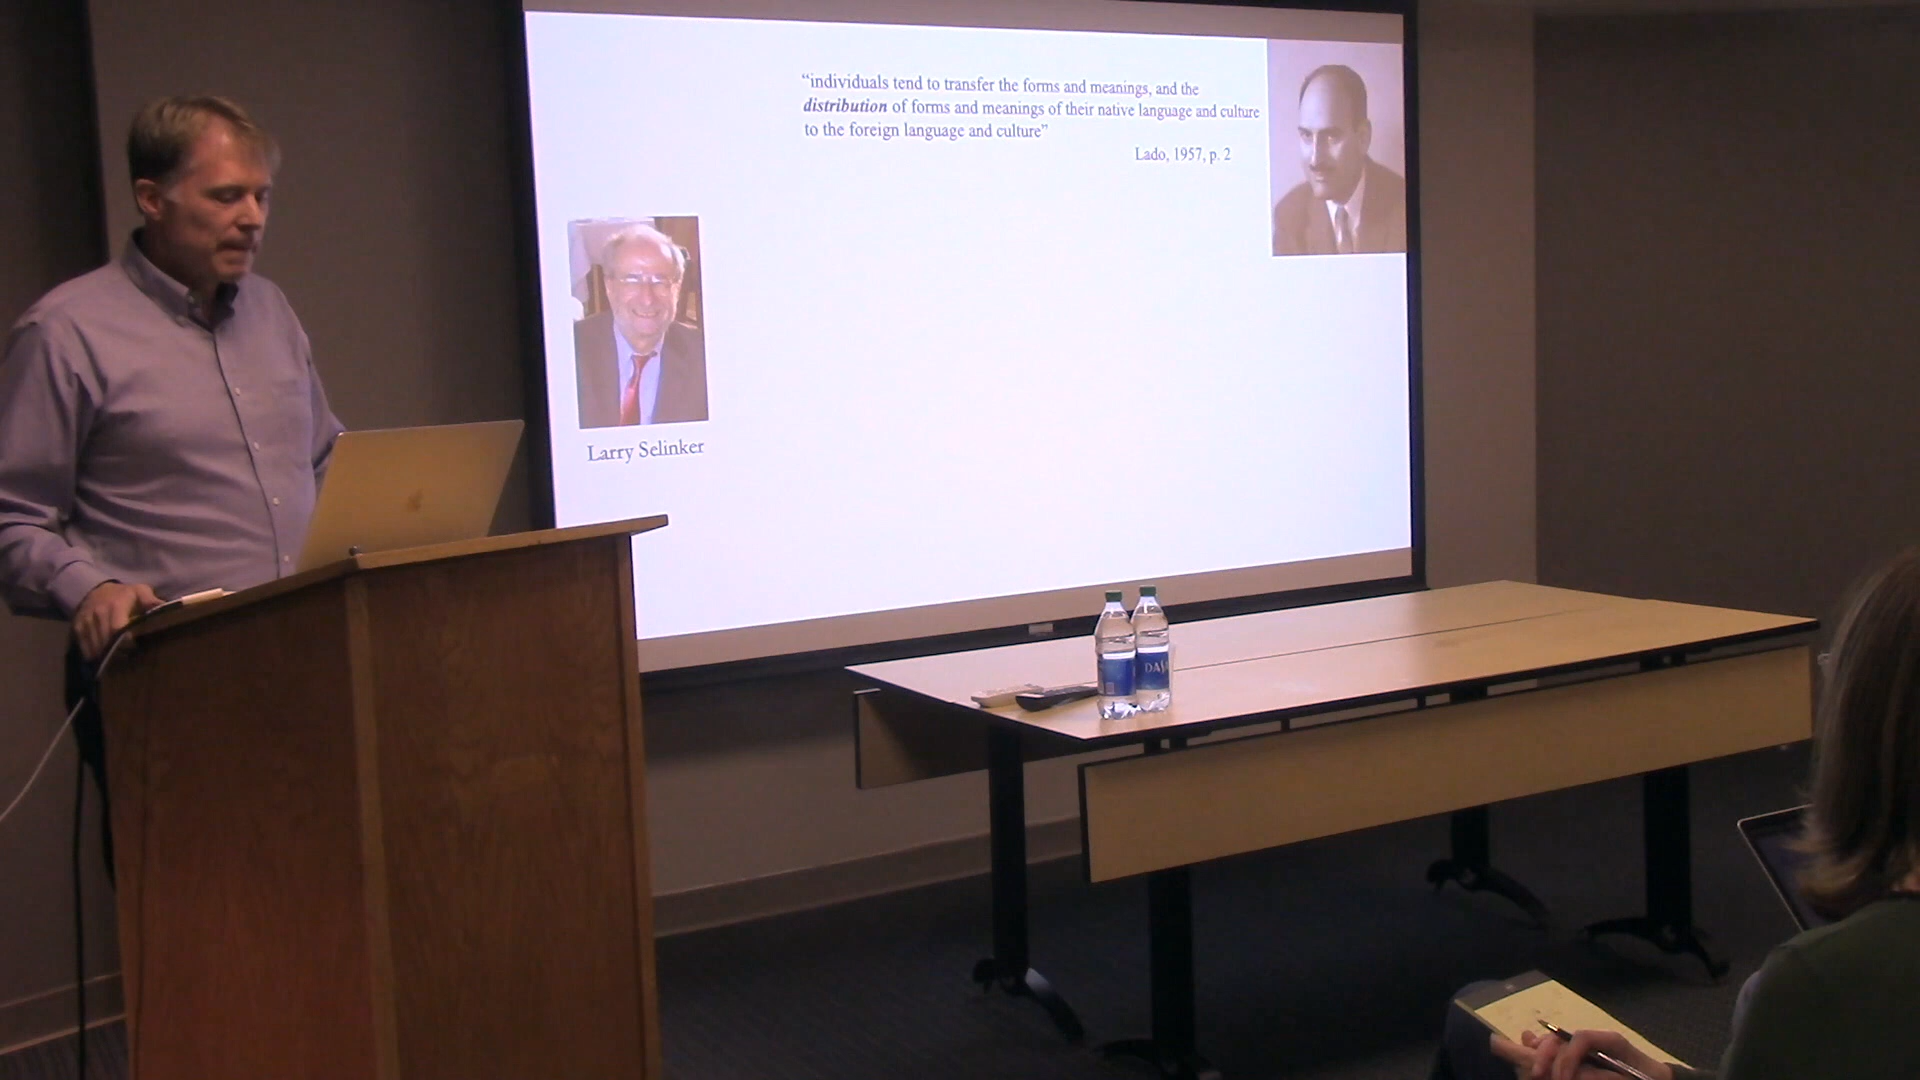 “individuals tend to transfer the forms and meanings, and the
distribution of forms and meanings of their native language and culture
to the foreign language and culture”
Lado, 1957, p. 2
Larry Selinker